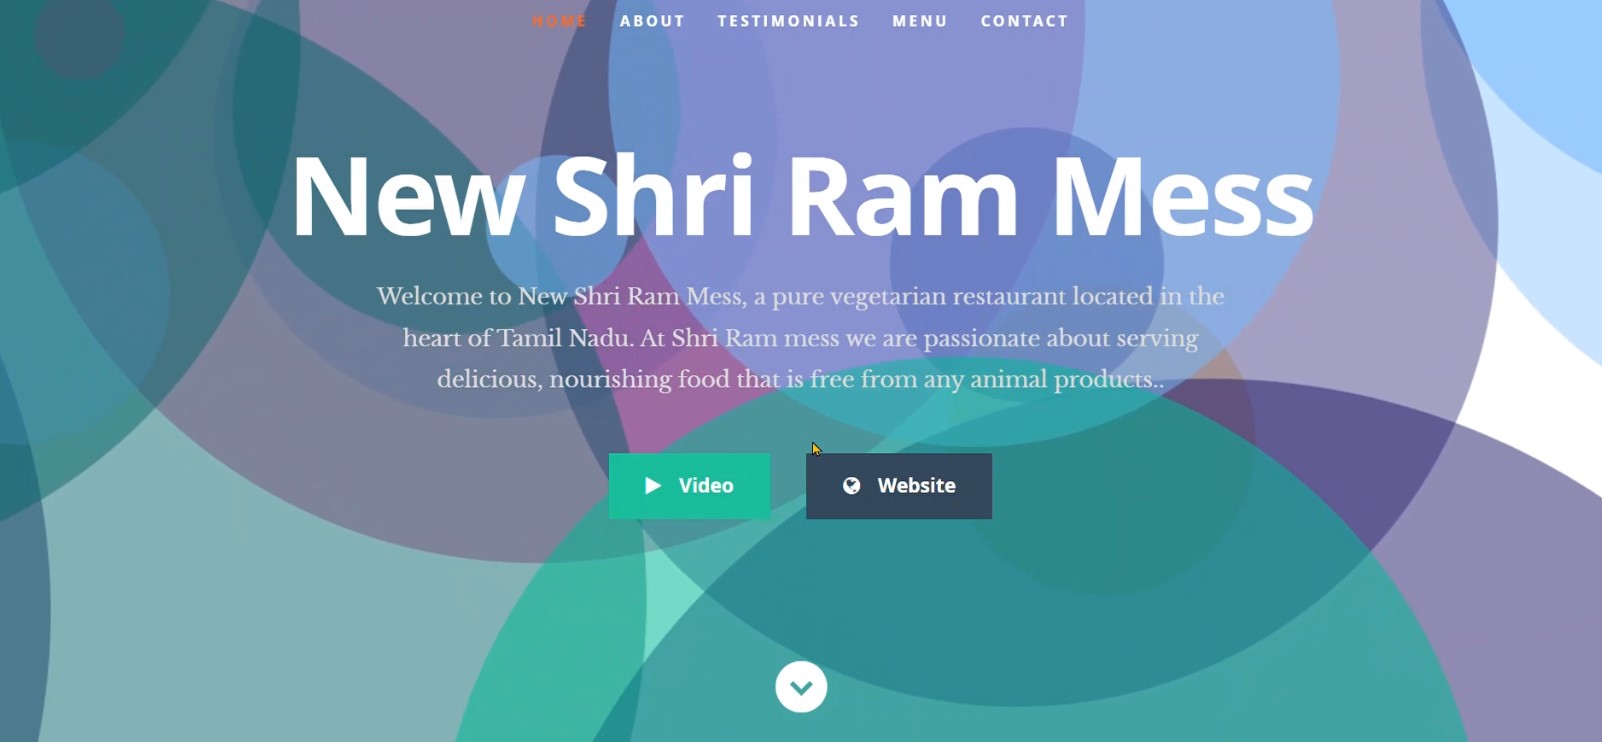 HOME ABOUT TESTIMONIALS MENU CONTACT
New Shri Ram Mess
Welcome to New Shri Ram Mess, a pure vegetarian restaurant located in the
heart of Tamil Nadu. At Shri Ram mess we are passionate about serving
delicious, nourishing food that is free from any animal products..
Video Website